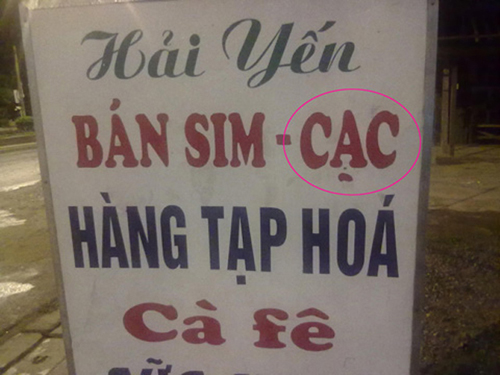 Hải Yến
BÁN SIM - CẠC
HÀNG TẠP HOÁ
Cà fê